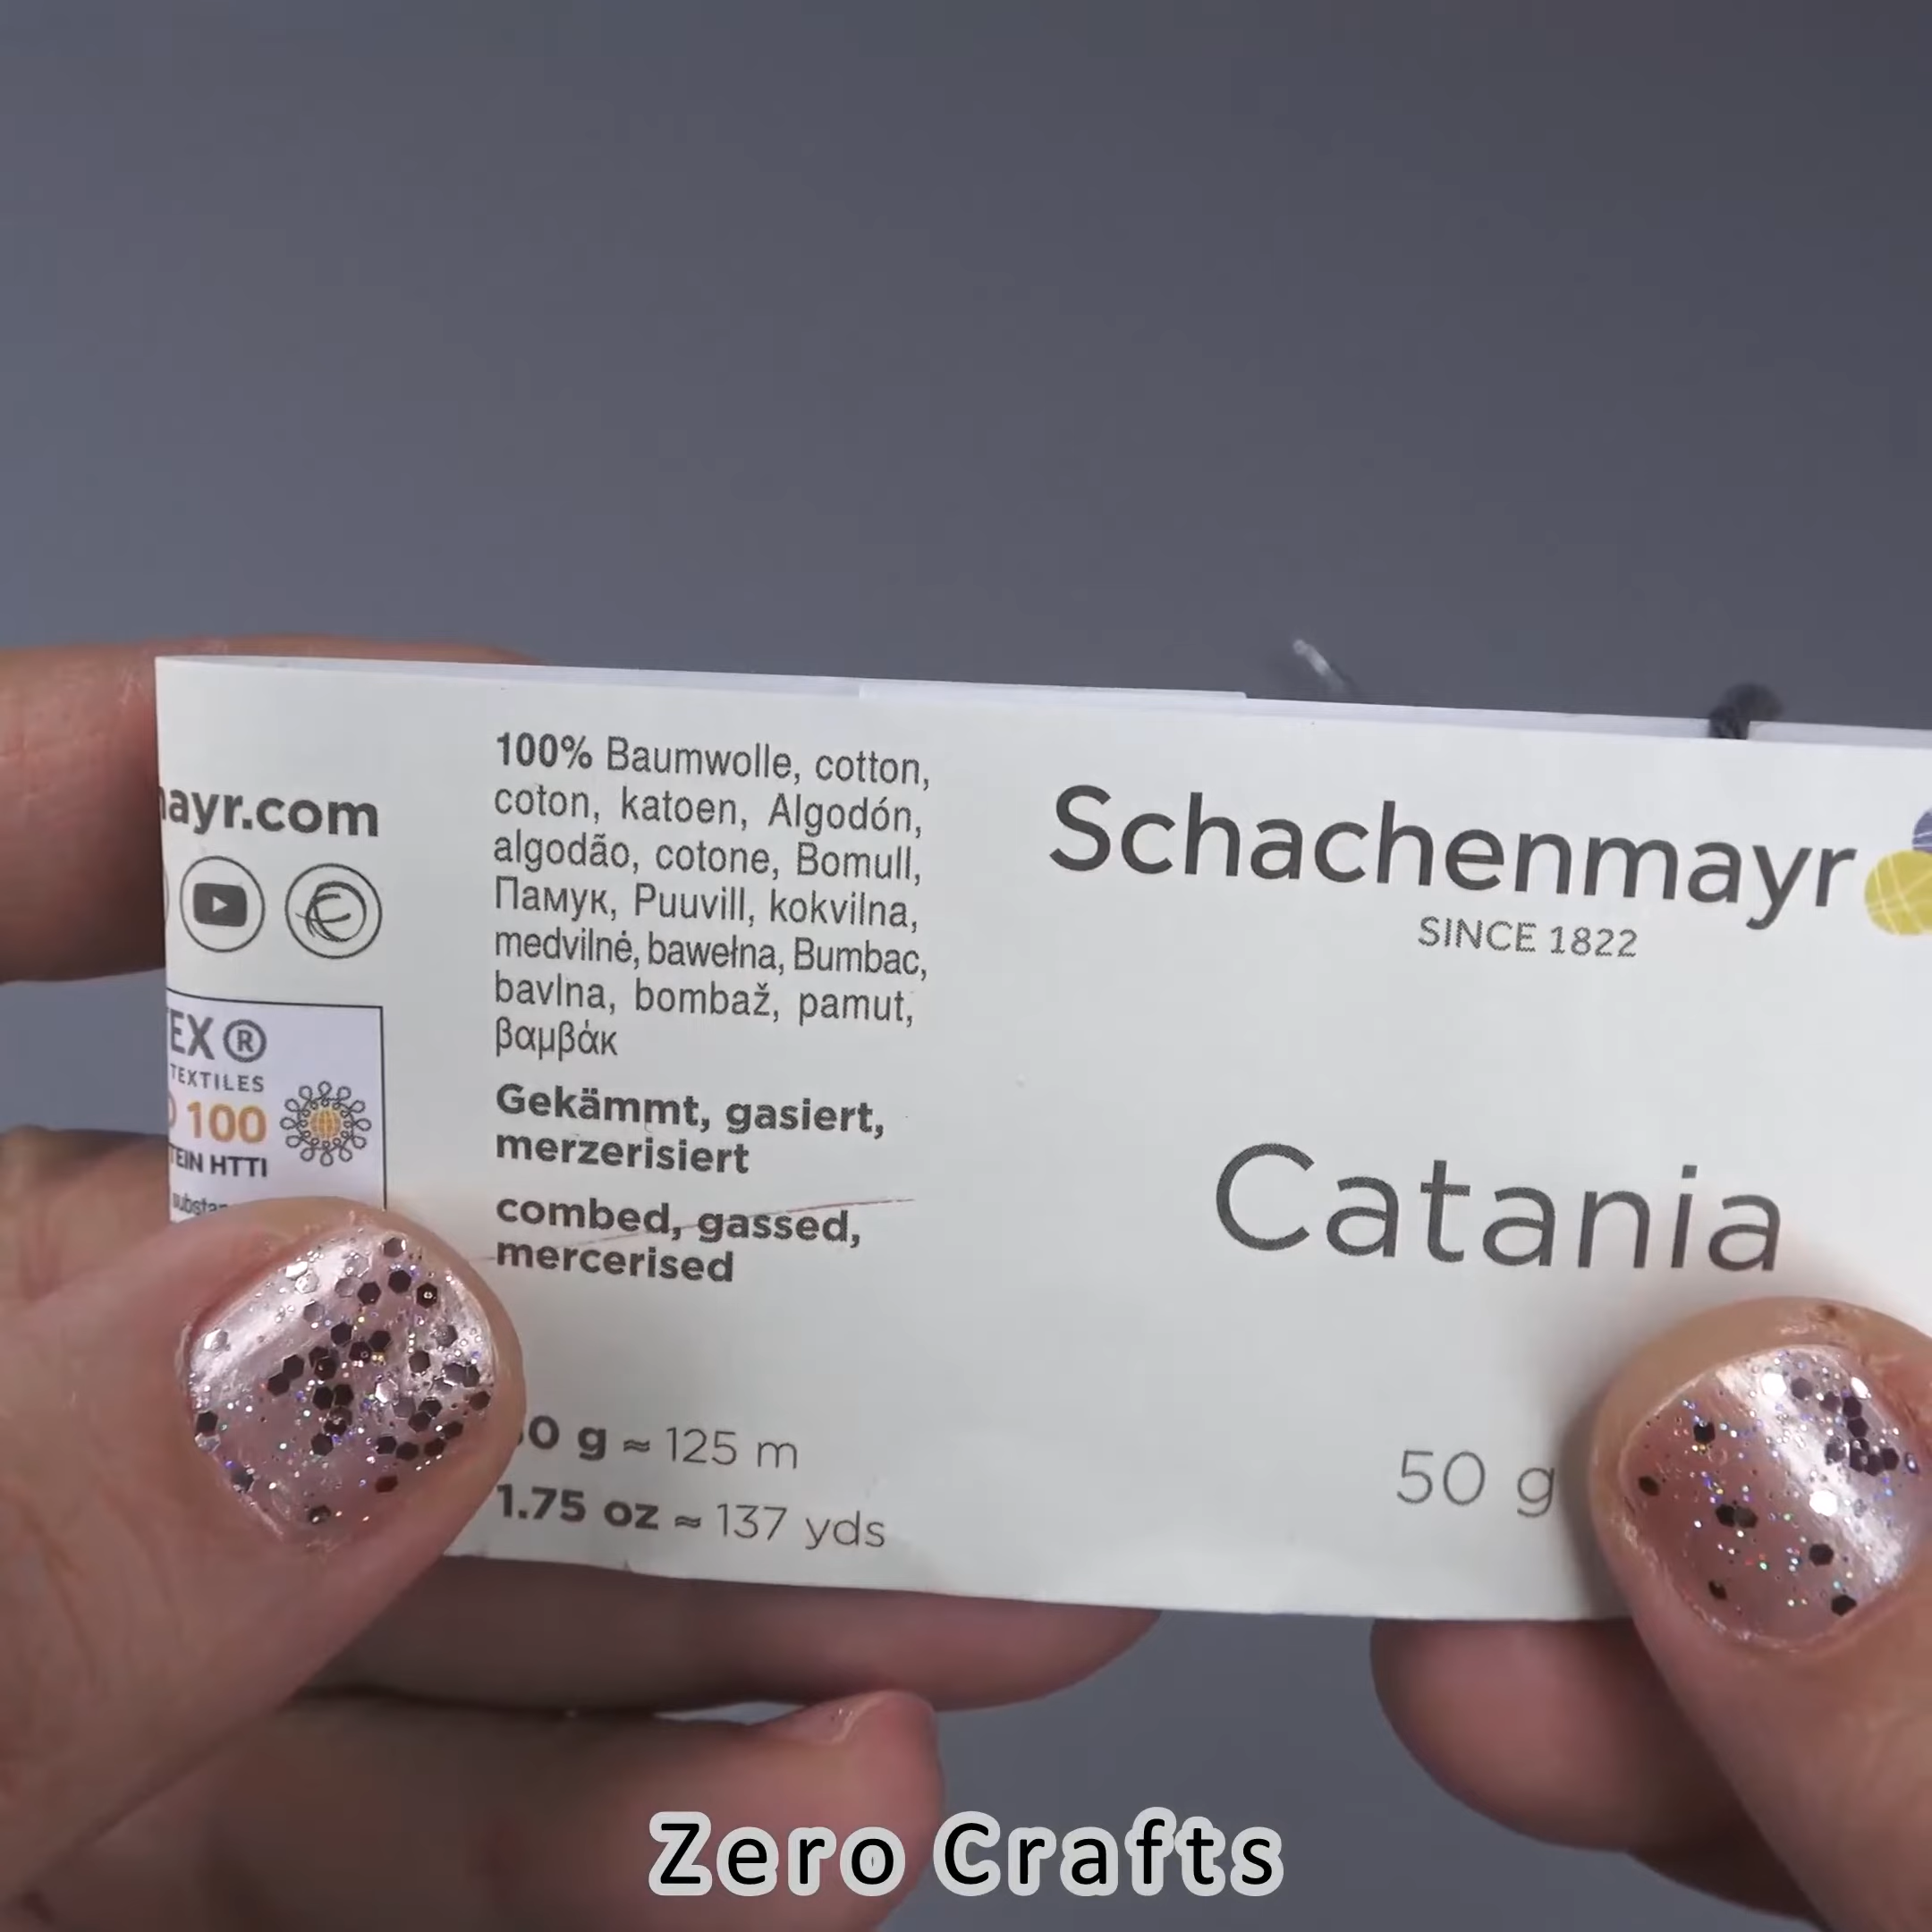 100% Baumwolle, cotton,
coton, katoen, Algodón,
algodão, cotone, Bomull,
Памук, Puuvill, kokvilna,
medvilnė, bawełna, Bumbac,
bavlna, bombaž, pamut,
βαμβάκ
Gekämmt, gasiert,
merzerisiert
combed, gassed,
mercerised
0 g ≈ 125 m
1.75 oz ≈ 137 yds
ayr.com
EX ®
TEXTILES
100
TEIN HTTI
Schachenmayr
SINCE 1822
Catania
50 g
Zero Crafts